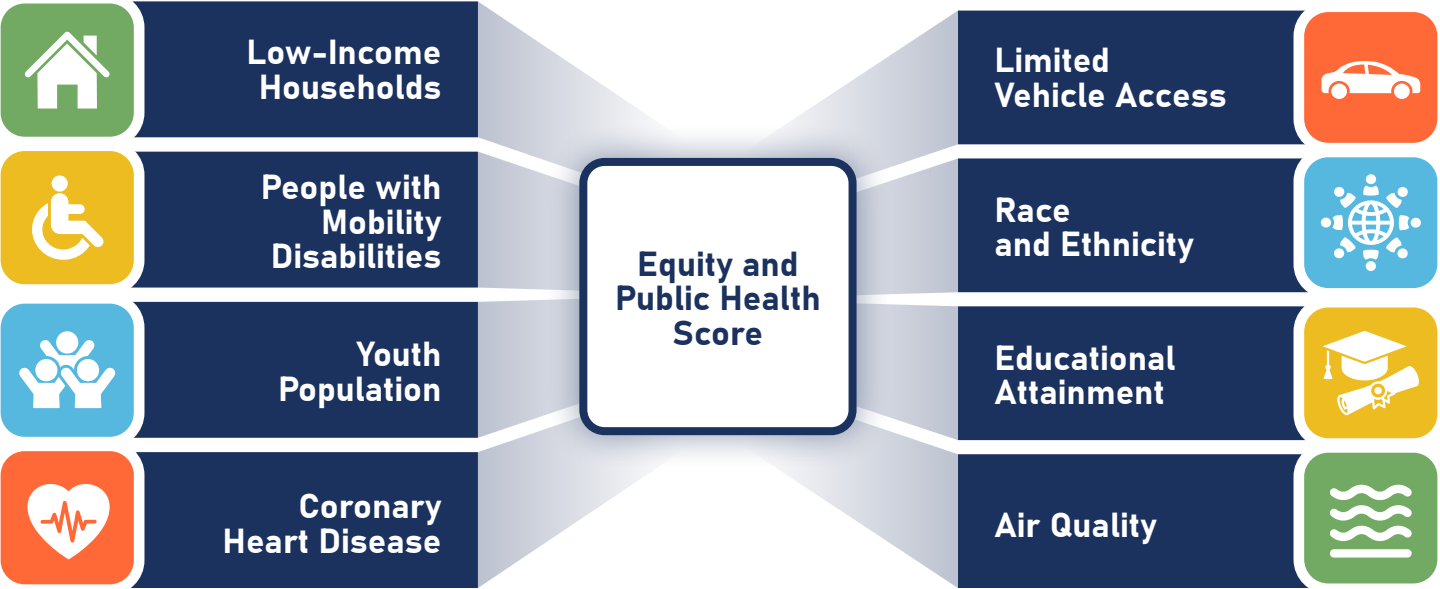 Low-Income
Households
People with
Mobility
Disabilities
Youth
Population
Coronary
Heart Disease
Equity and
Public Health
Score
Limited
Vehicle Access
Race
and Ethnicity
Educational
Attainment
Air Quality